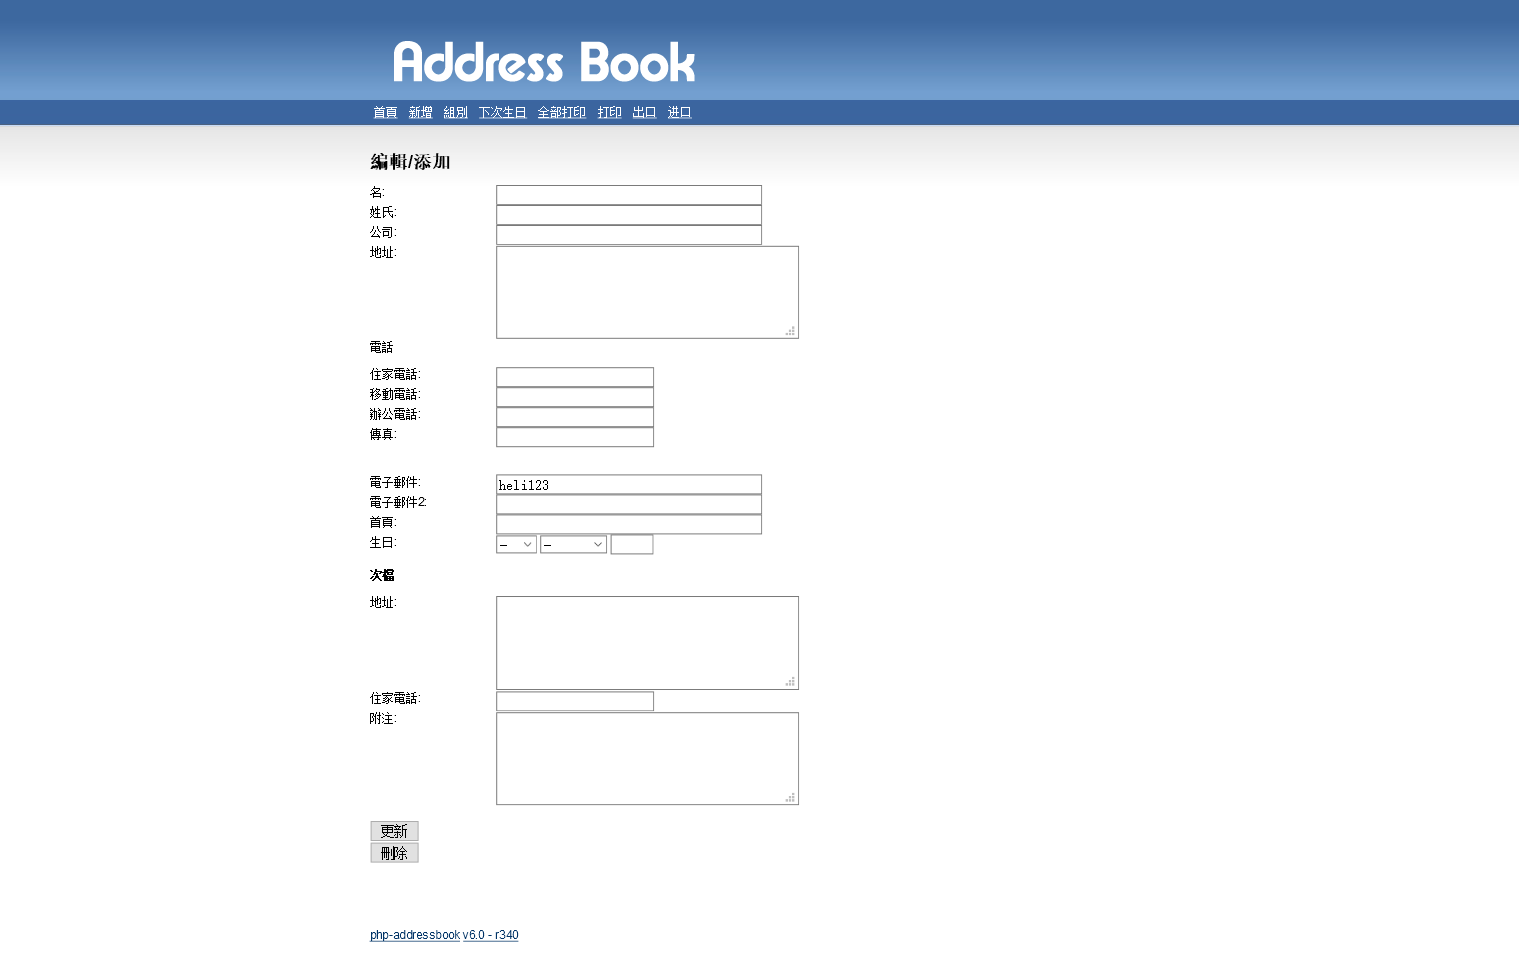 Address Book
首頁 新增 組別 下次生日 全部打印 打印 出口 进口
編輯/添加
名:
姓氏:
公司:
地址:
電話
住家電話:
移動電話:
辦公電話:
傳真:
電子郵件: heli123
電子郵件2:
首頁:
生日: – –
次檔
地址:
住家電話:
附注:
更新
刪除
php-addressbook v6.0 - r340